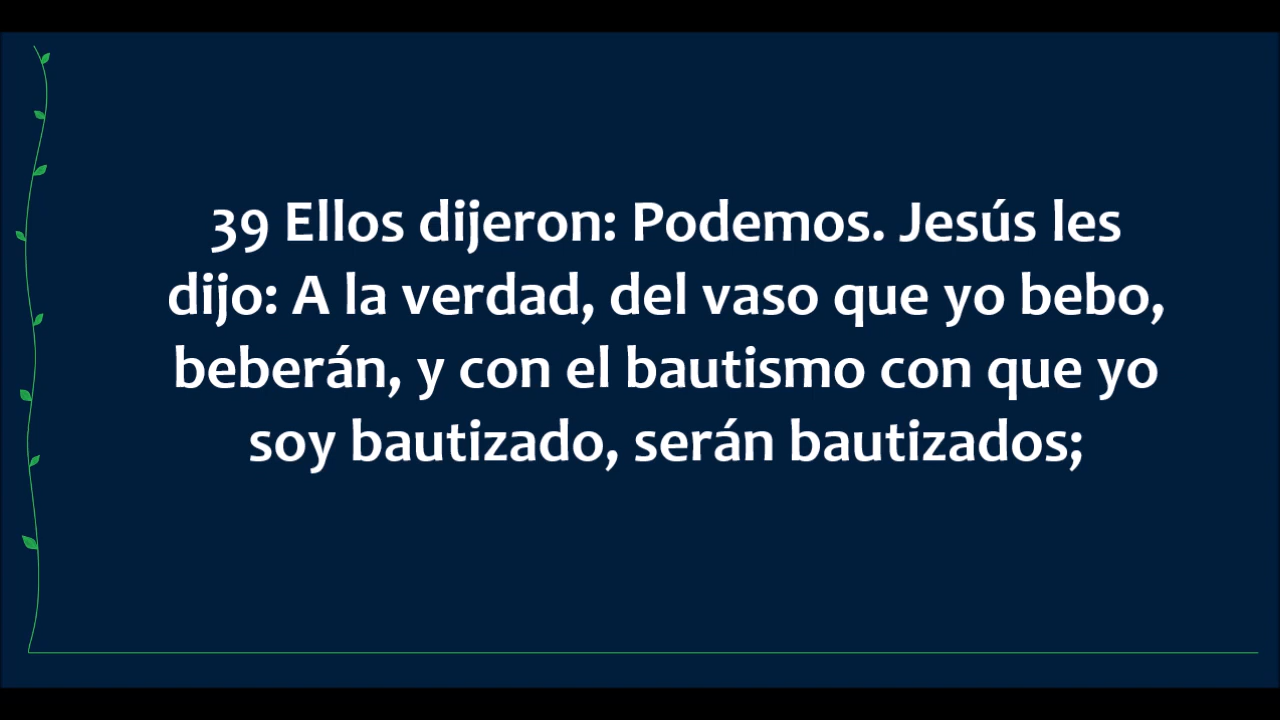 39 Ellos dijeron: Podemos. Jesús les
dijo: A la verdad, del vaso que yo bebo,
beberán, y con el bautismo con que yo
soy bautizado, serán bautizados;